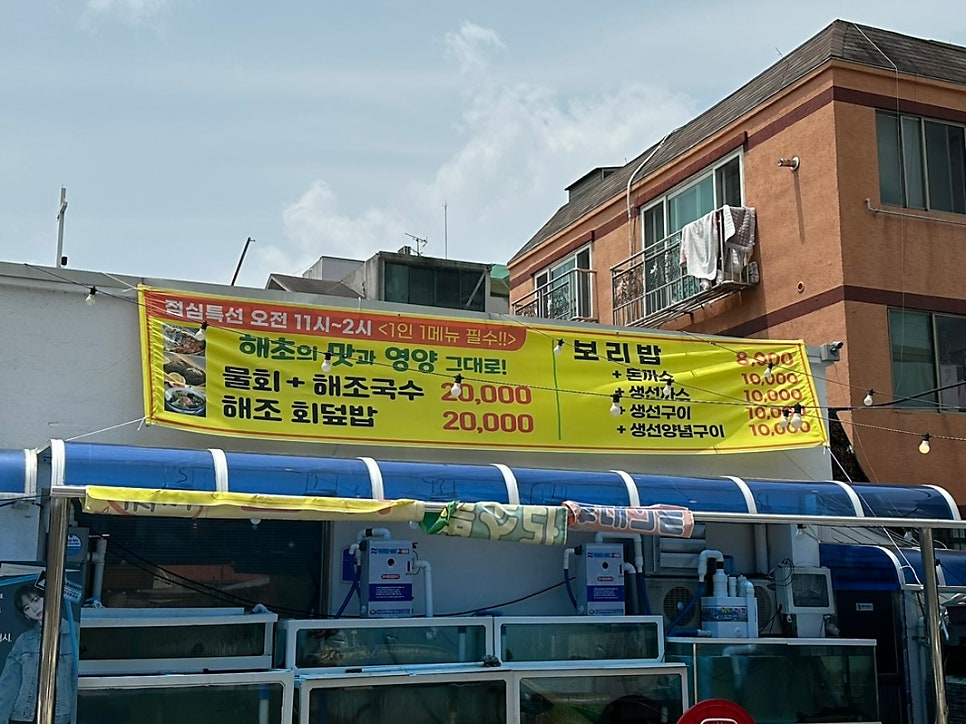 점심특선 오전 11시~2시 <1인 1메뉴 필수!!>
해초의 맛과 영양 그대로!
물회 + 해조국수 20,000
해조 회덮밥 20,000
보리밥 8,000
+ 돈까스 10,000
+ 생선까스 10,000
+ 생선구이 10,000
+ 생선양념구이 10,000